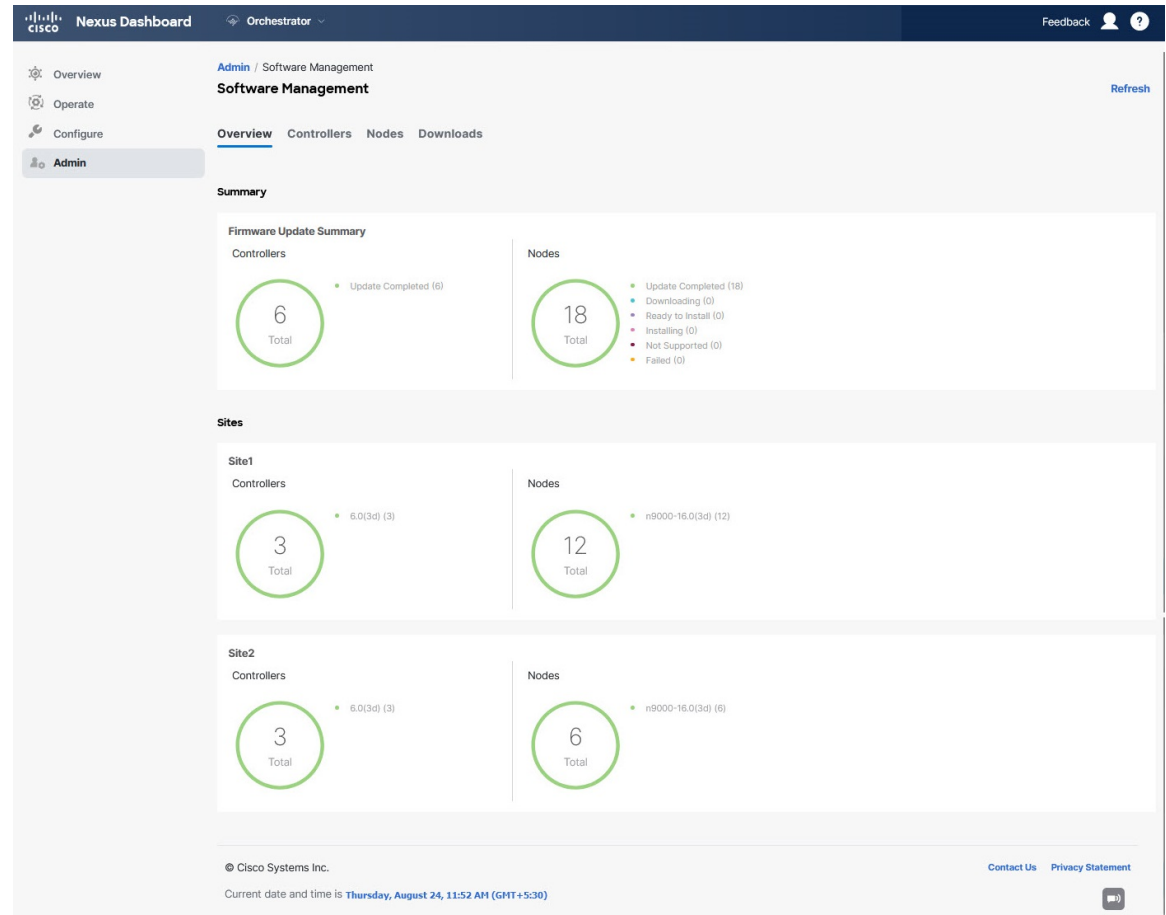 CISCO Nexus Dashboard Orchestrator Feedback ?
Overview
Operate
Configure
Admin
Admin / Software Management
Software Management
Refresh
Overview Controllers Nodes Downloads
Summary
Firmware Update Summary
Controllers
6
Total
Update Completed (6)
Nodes
18
Total
Update Completed (18)
Downloading (0)
Ready to Install (0)
Installing (0)
Not Supported (0)
Failed (0)
Sites
Site1
Controllers
3
Total
6.0(3d) (3)
Nodes
12
Total
n9000-16.0(3d) (12)
Site2
Controllers
3
Total
6.0(3d) (3)
Nodes
6
Total
n9000-16.0(3d) (6)
© Cisco Systems Inc.
Contact Us Privacy Statement
Current date and time is Thursday, August 24, 11:52 AM (GMT+5:30)